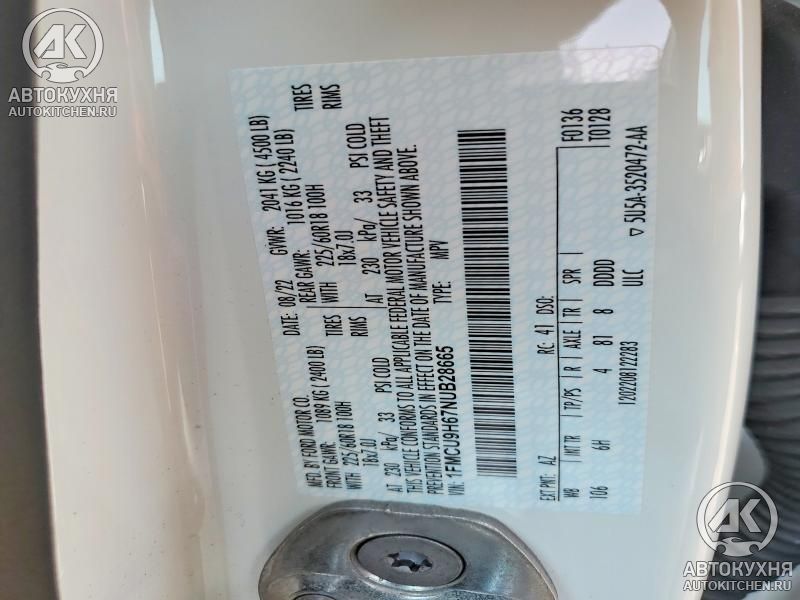 АК
АВТОКУХНЯ
AUTOKITCHEN.RU
MFD. BY FORD MOTOR CO.
DATE: 08/22 GVWR: 2041 KG ( 4500 LB)
FRONT GAWR: 1089 KG ( 2400 LB) REAR GAWR: 1016 KG ( 2240 LB)
WITH 225/60R18 100H TIRES WITH 225/60R18 100H TIRES
18x7.0J RIMS 18x7.0J RIMS
AT 230 kPa/ 33 PSI COLD AT 230 kPa/ 33 PSI COLD
THIS VEHICLE CONFORMS TO ALL APPLICABLE FEDERAL MOTOR VEHICLE SAFETY AND THEFT
PREVENTION STANDARDS IN EFFECT ON THE DATE OF MANUFACTURE SHOWN ABOVE.
VIN: 1FMCU9H67NUB28665 TYPE: MPV
F0136
T0128
EXT PNT: AZ RC: 41 DSO:
WB INT TR TP/PS R AXLE TR SPR
106 6H 4 81 8 DDDD
1202208122283 ULC ▽ 5U5A-3520472-AA
АК
АВТОКУХНЯ
AUTOKITCHEN.RU